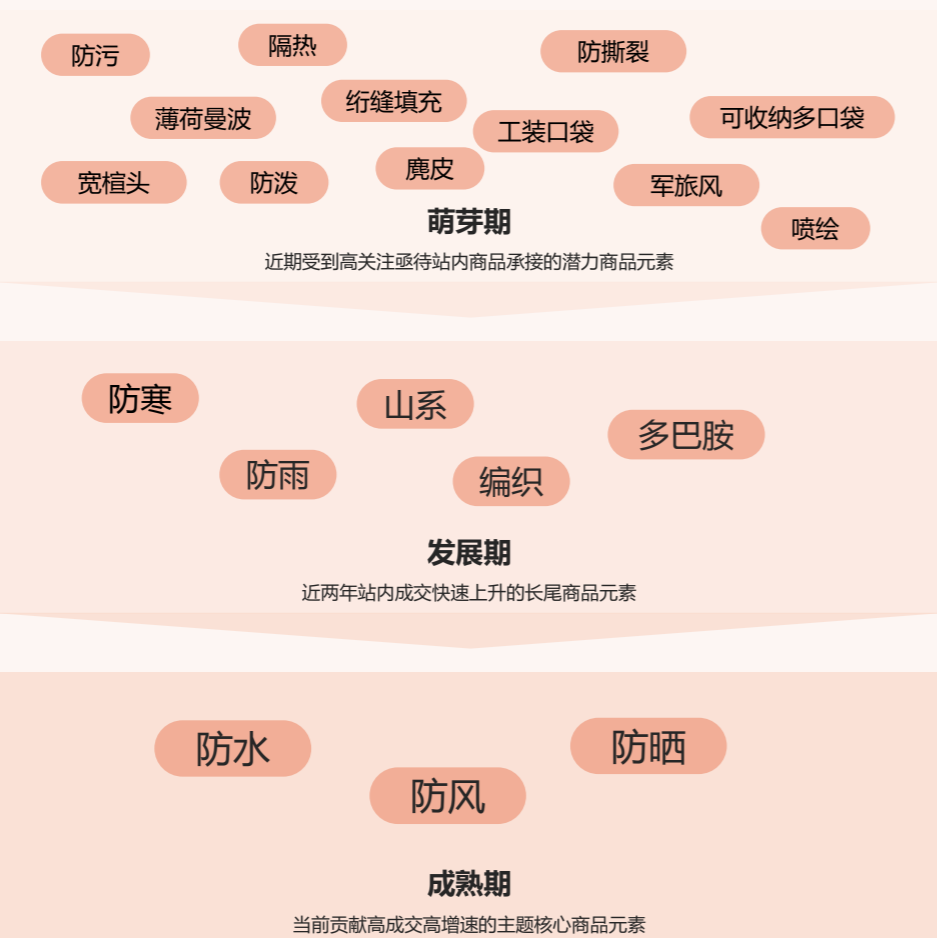 防污
隔热
防撕裂
薄荷曼波
绗缝填充
工装口袋
可收纳多口袋
宽楦头
防泼
麂皮
军旅风
喷绘
萌芽期
近期受到高关注亟待站内商品承接的潜力商品元素
防寒
山系
多巴胺
防雨
编织
发展期
近两年站内成交快速上升的长尾商品元素
防水
防晒
防风
成熟期
当前贡献高成交高增速的主题核心商品元素